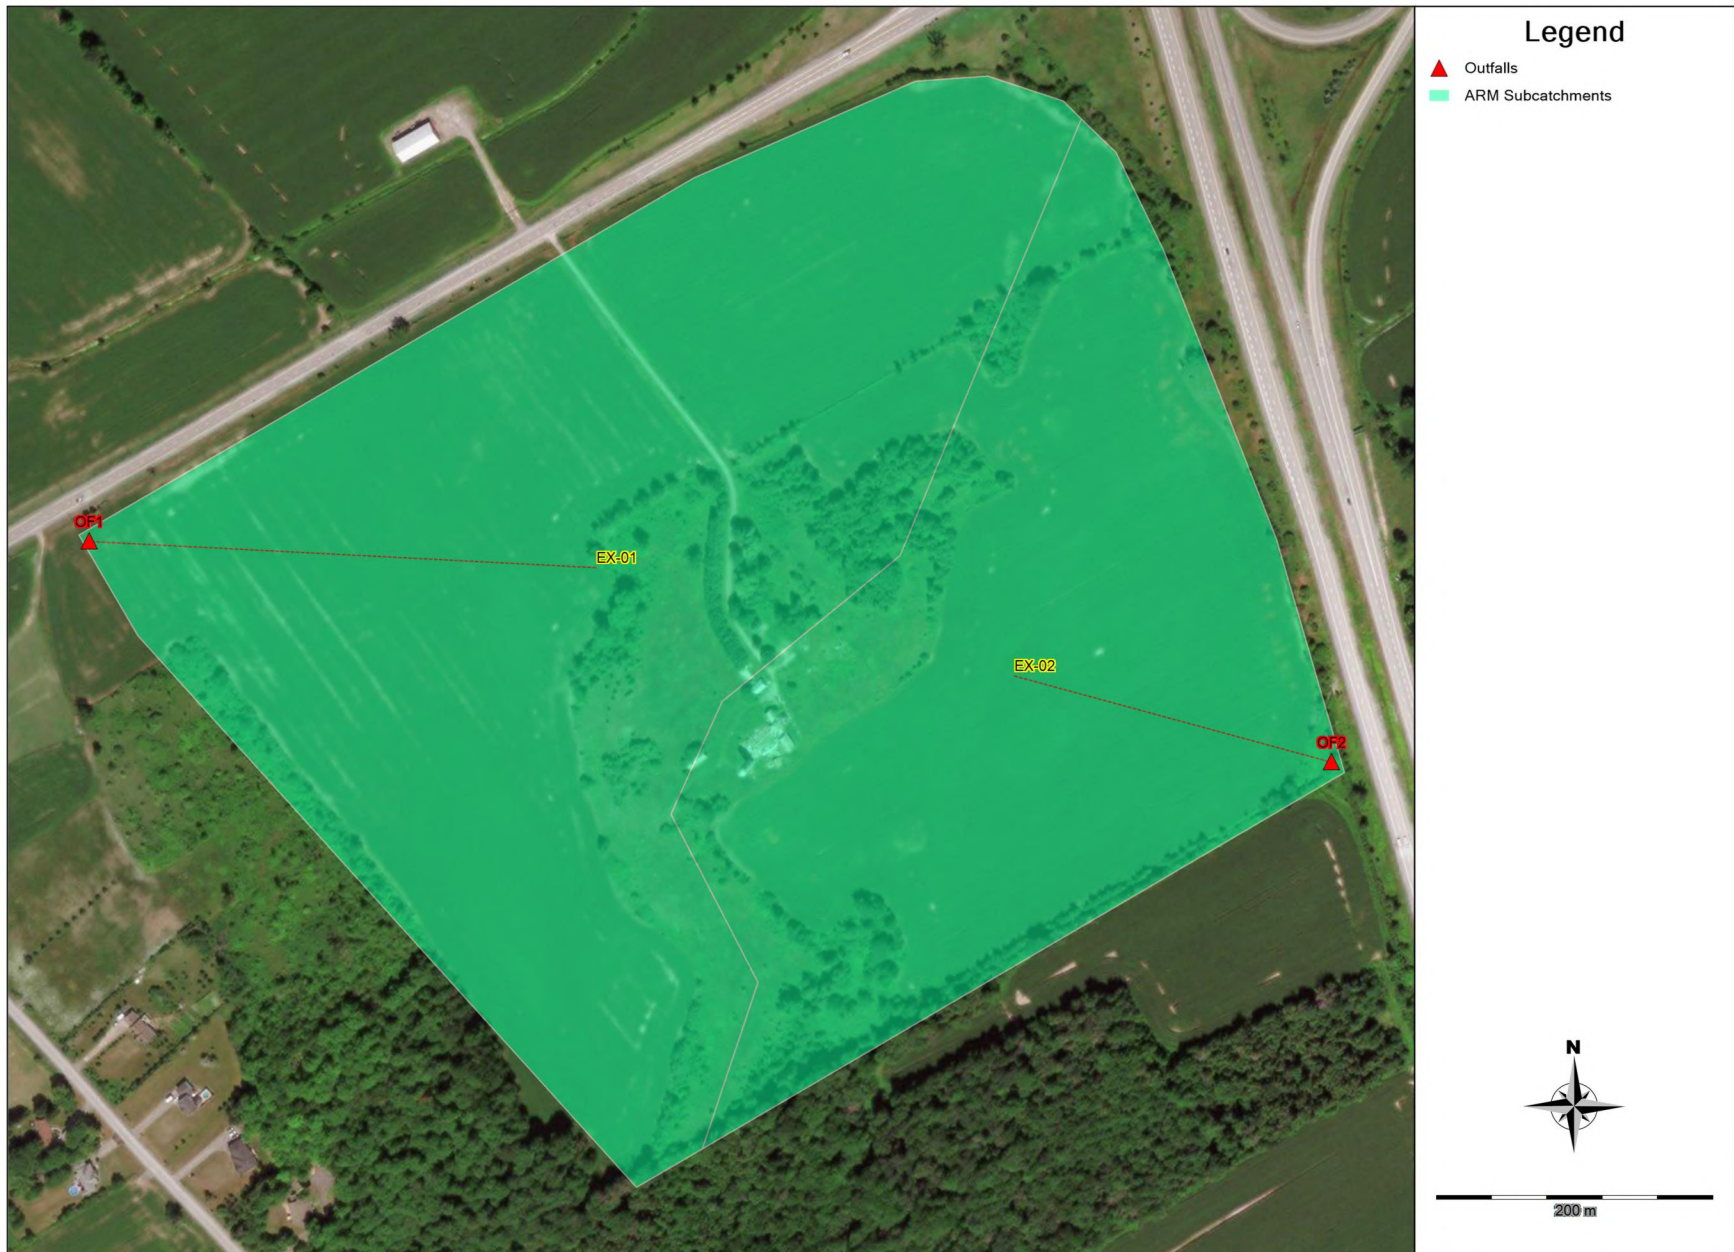 Legend
Outfalls
ARM Subcatchments
OF1
EX-01
EX-02
OF2
N
200 m